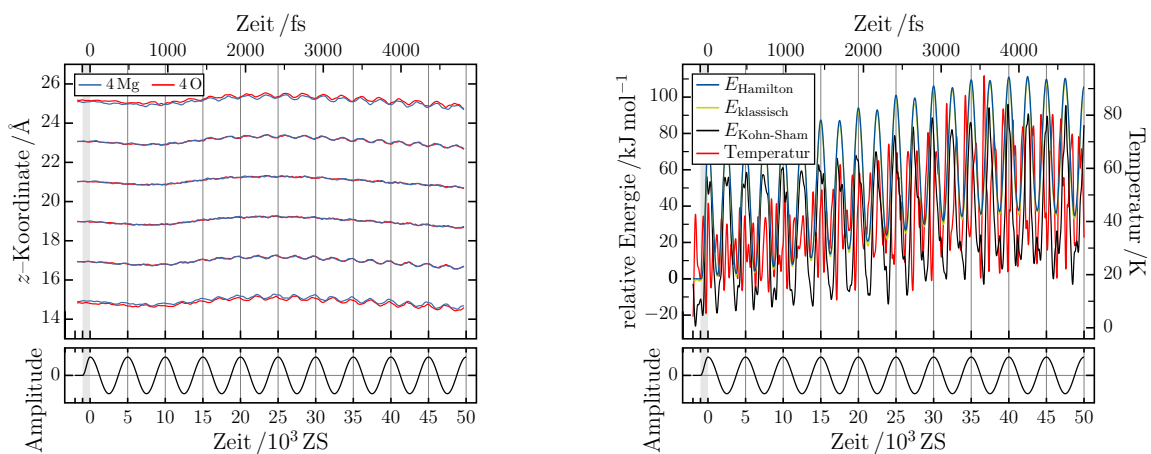 Zeit /fs
0 1000 2000 3000 4000
4 Mg 4 O
z–Koordinate /Å
26
24
22
20
18
16
14
Amplitude
0
0 5 10 15 20 25 30 35 40 45 50
Zeit /10³ ZS
Zeit /fs
0 1000 2000 3000 4000
E_Hamilton
E_klassisch
E_Kohn-Sham
Temperatur
relative Energie /kJ mol⁻¹
100
80
60
40
20
0
−20
Temperatur /K
80
60
40
20
0
Amplitude
0
0 5 10 15 20 25 30 35 40 45 50
Zeit /10³ ZS